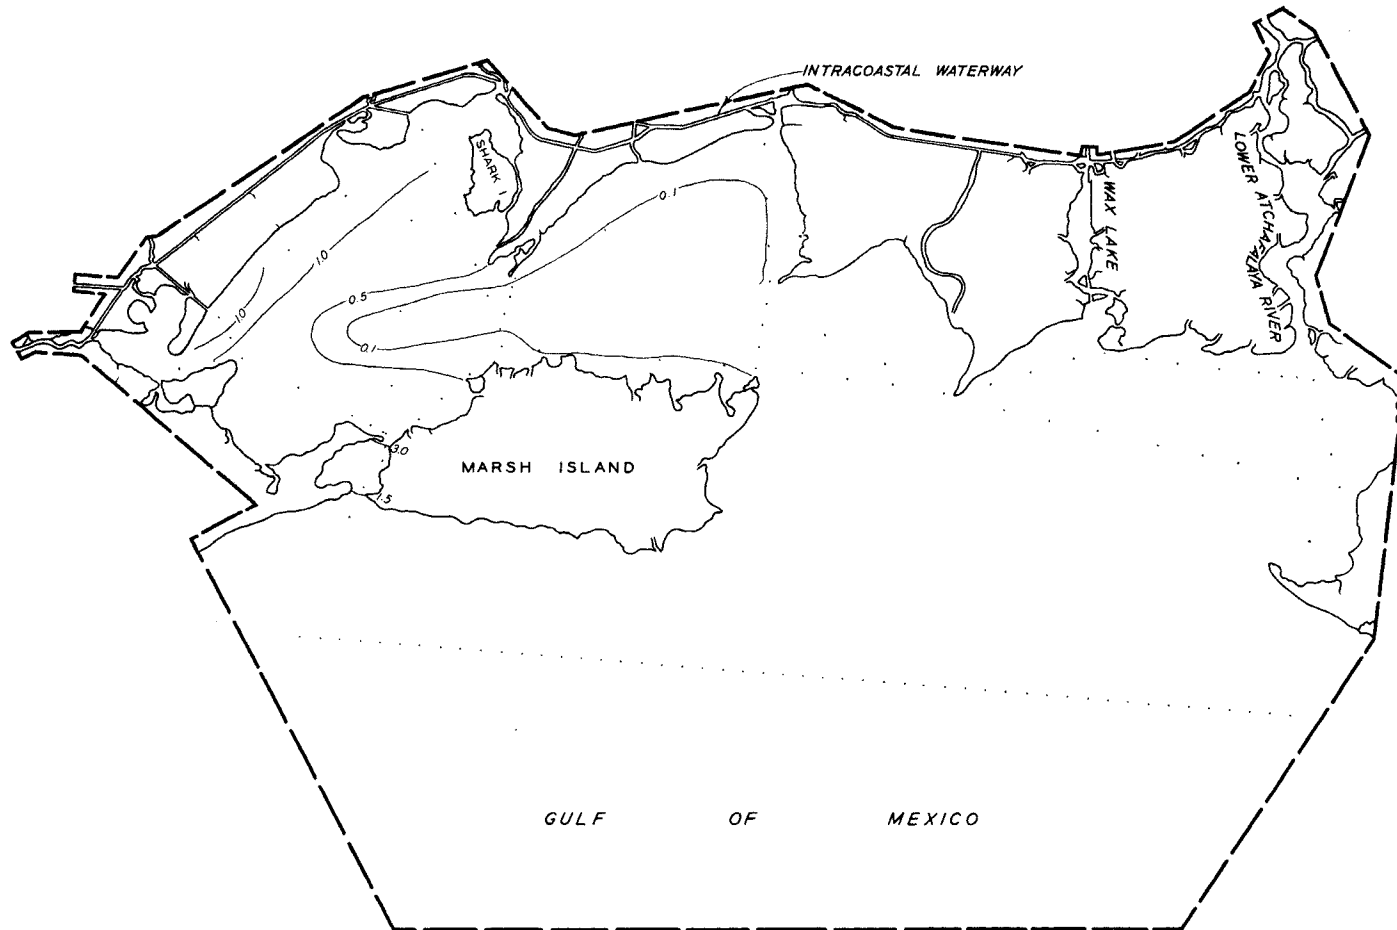 INTRACOASTAL WATERWAY
SHARK I.
LOWER ATCHAFALAYA RIVER
WAX LAKE
0.1
1.0
0.5
1.0
0.1
3.0
MARSH ISLAND
1.5
GULF OF MEXICO